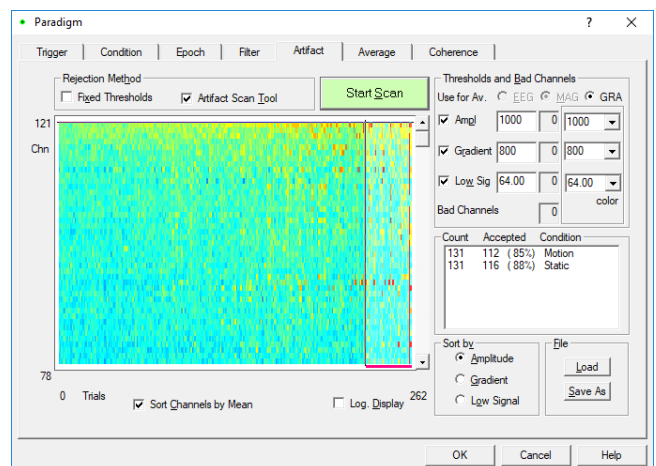 Paradigm ?
Trigger Condition Epoch Filter Artifact Average Coherence
Rejection Method
Fixed Thresholds Artifact Scan Tool
Start Scan
121
Chn
78
0 Trials 262
Sort Channels by Mean Log. Display
Thresholds and Bad Channels
Use for Av. EEG MAG GRA
Ampl 1000 0 1000
Gradient 800 0 800
Low Sig 64.00 0 64.00
color
Bad Channels 0
Count Accepted Condition
131 112 (85%) Motion
131 116 (88%) Static
Sort by
Amplitude
Gradient
Low Signal
File
Load
Save As
OK Cancel Help